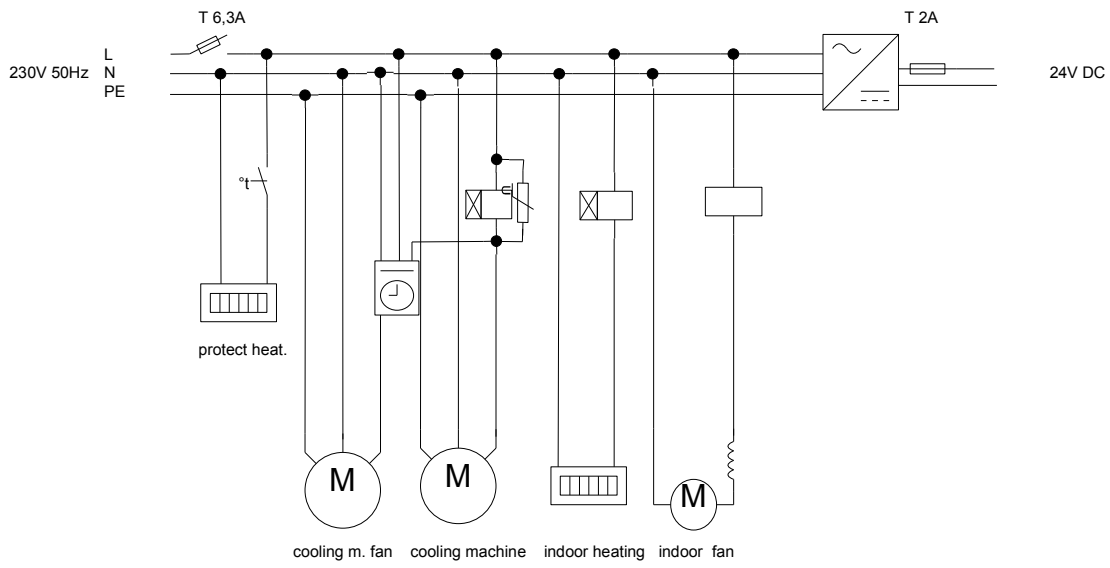 T 6,3A
T 2A
L
230V 50Hz
N
24V DC
PE
°t
protect heat.
M
M
M
cooling m. fan
cooling machine
indoor heating
indoor fan